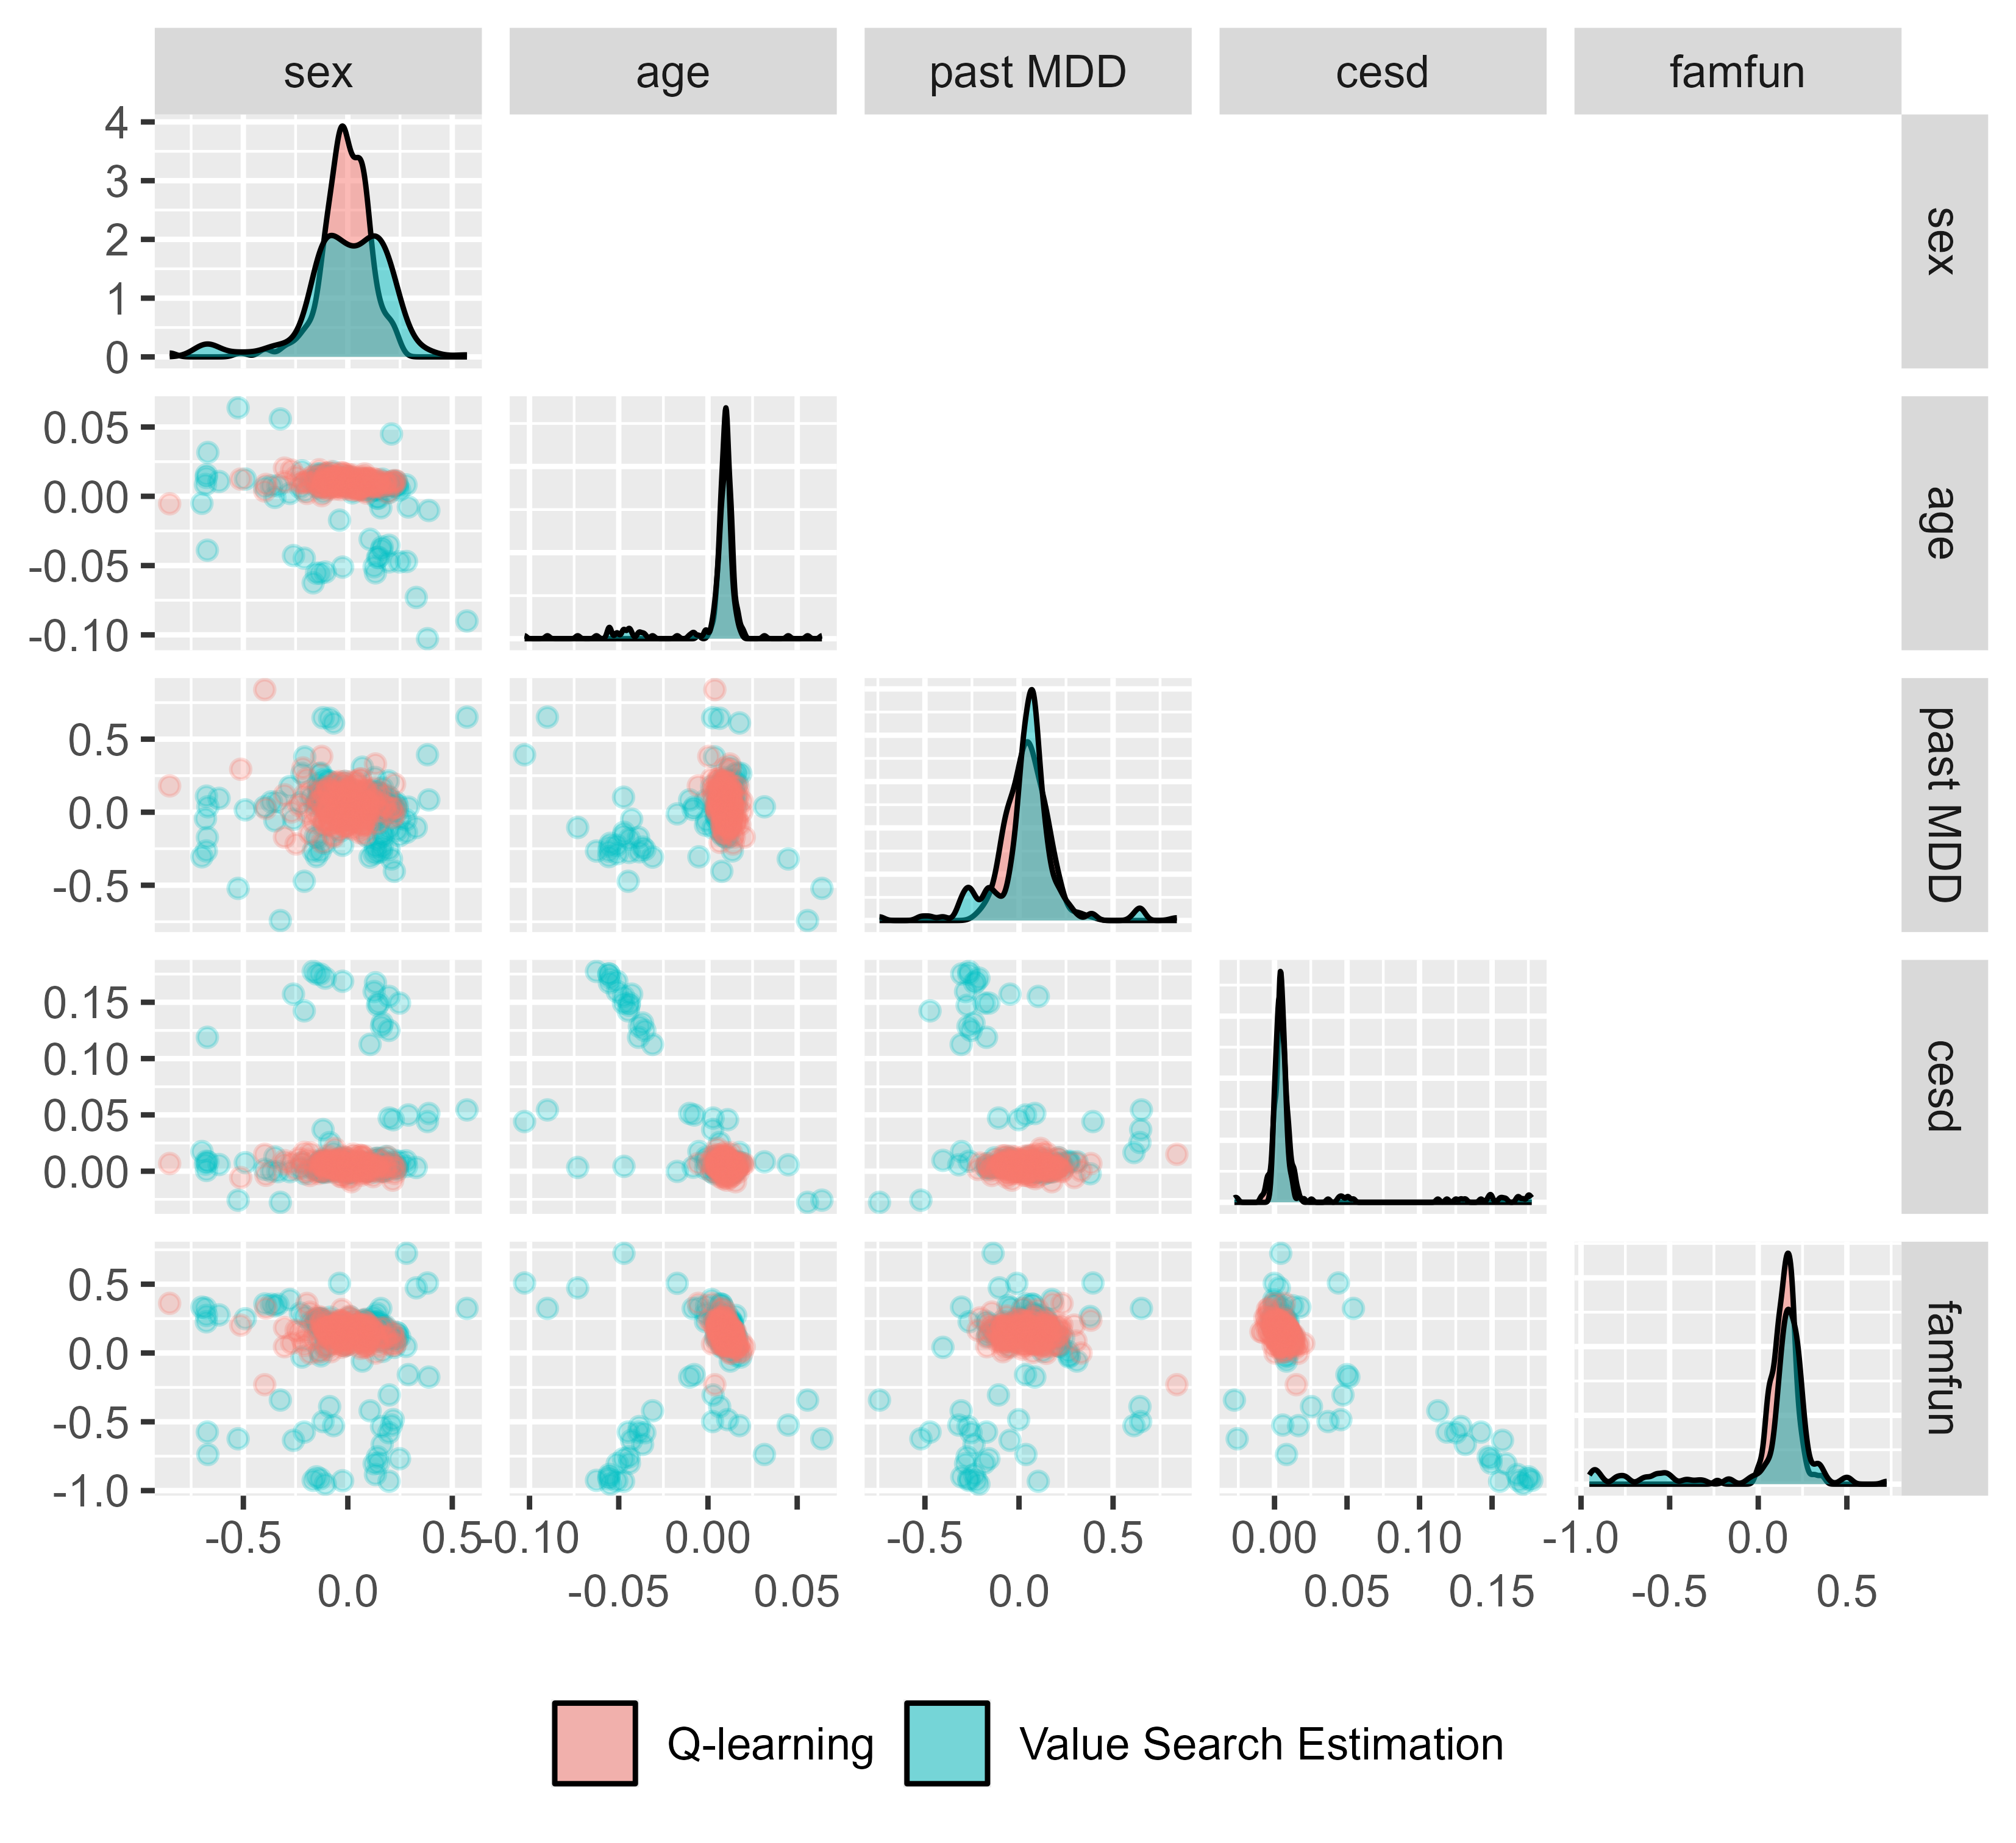 sex age past MDD cesd famfun
4
3
2
1
0
sex
0.05
0.00
-0.05
-0.10
age
0.5
0.0
-0.5
past MDD
0.15
0.10
0.05
0.00
cesd
0.5
0.0
-0.5
-1.0
famfun
-0.5 0.5 -0.10 0.00 -0.5 0.5 0.00 0.10 -1.0 0.0
0.0 -0.05 0.05 0.0 0.05 0.15 -0.5 0.5
Q-learning Value Search Estimation